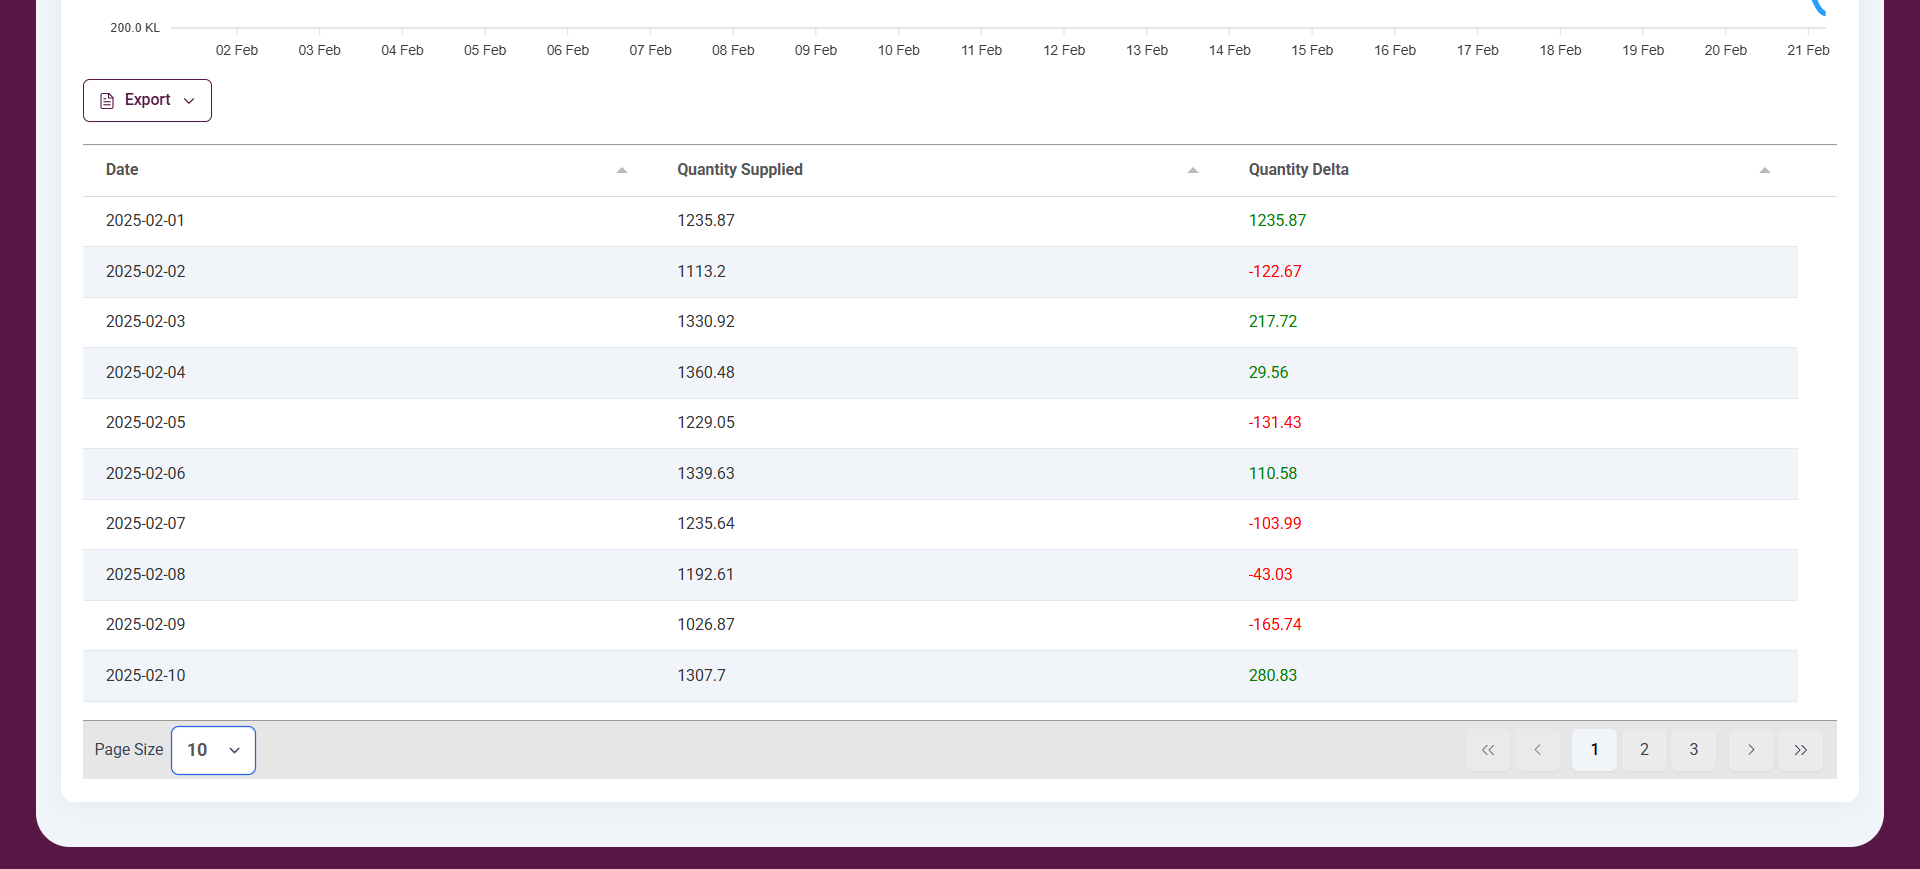 200.0 KL
02 Feb 03 Feb 04 Feb 05 Feb 06 Feb 07 Feb 08 Feb 09 Feb 10 Feb 11 Feb 12 Feb 13 Feb 14 Feb 15 Feb 16 Feb 17 Feb 18 Feb 19 Feb 20 Feb 21 Feb
Export
Date Quantity Supplied Quantity Delta
2025-02-01 1235.87 1235.87
2025-02-02 1113.2 -122.67
2025-02-03 1330.92 217.72
2025-02-04 1360.48 29.56
2025-02-05 1229.05 -131.43
2025-02-06 1339.63 110.58
2025-02-07 1235.64 -103.99
2025-02-08 1192.61 -43.03
2025-02-09 1026.87 -165.74
2025-02-10 1307.7 280.83
Page Size 10 1 2 3